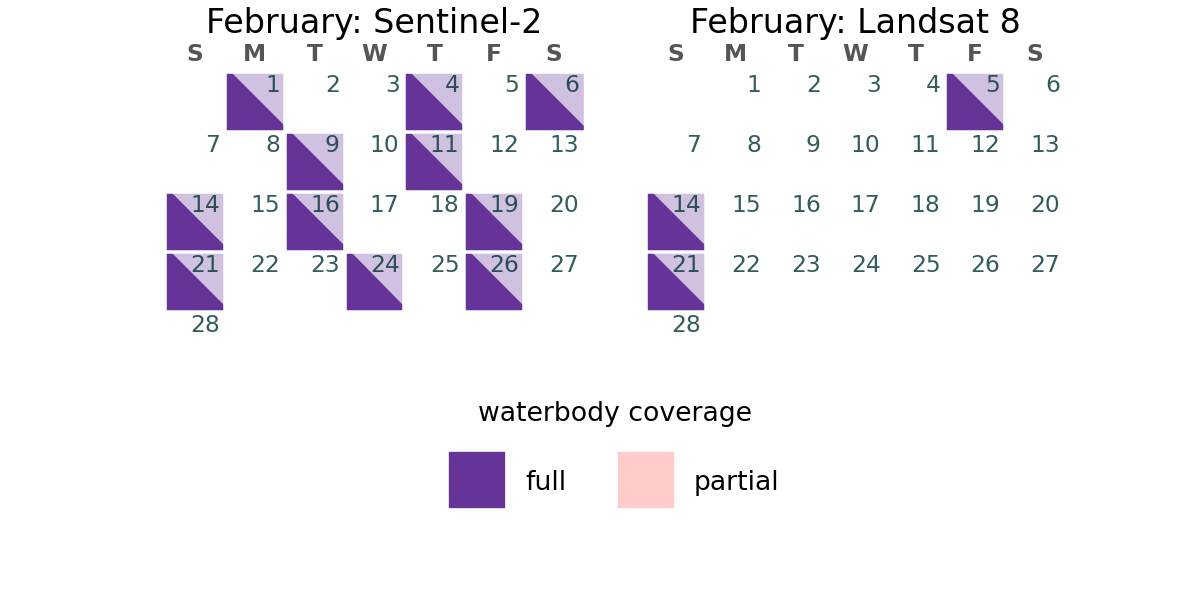 February: Sentinel-2
S M T W T F S
1 2 3 4 5 6
7 8 9 10 11 12 13
14 15 16 17 18 19 20
21 22 23 24 25 26 27
28
February: Landsat 8
S M T W T F S
1 2 3 4 5 6
7 8 9 10 11 12 13
14 15 16 17 18 19 20
21 22 23 24 25 26 27
28
waterbody coverage
full
partial